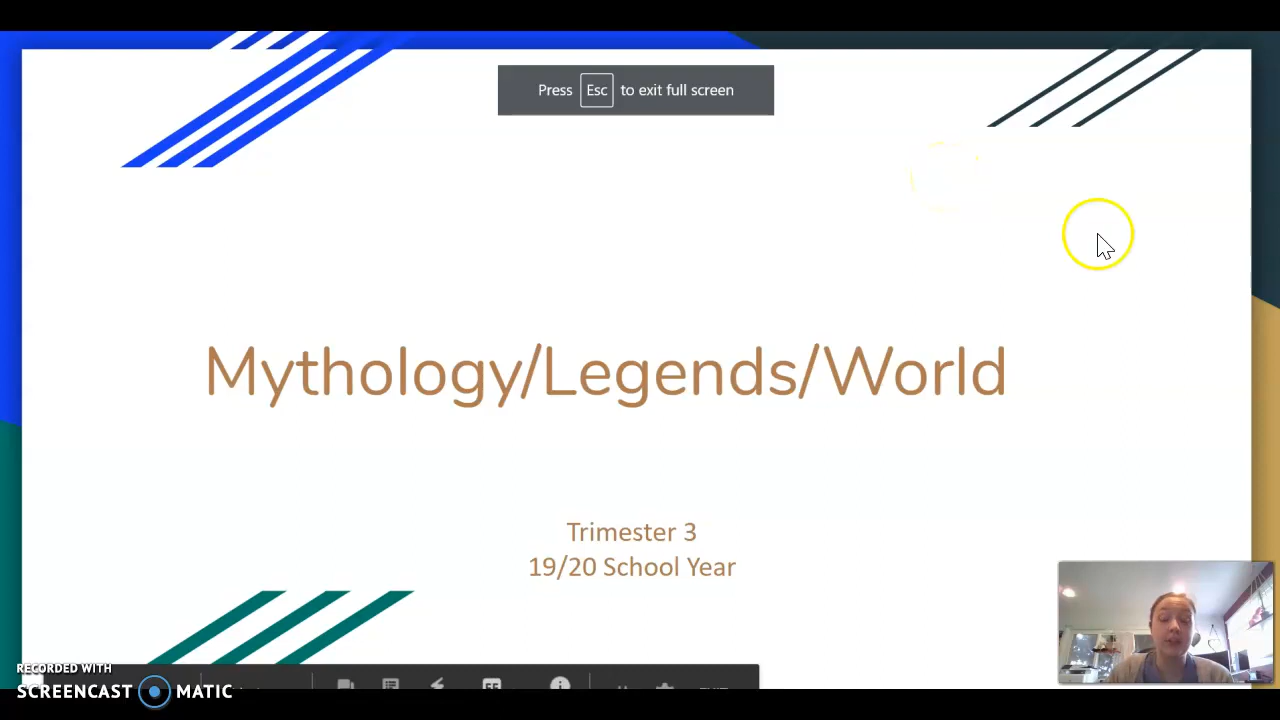 Press Esc to exit full screen
Mythology/Legends/World
Trimester 3
19/20 School Year
RECORDED WITH
SCREENCAST MATIC